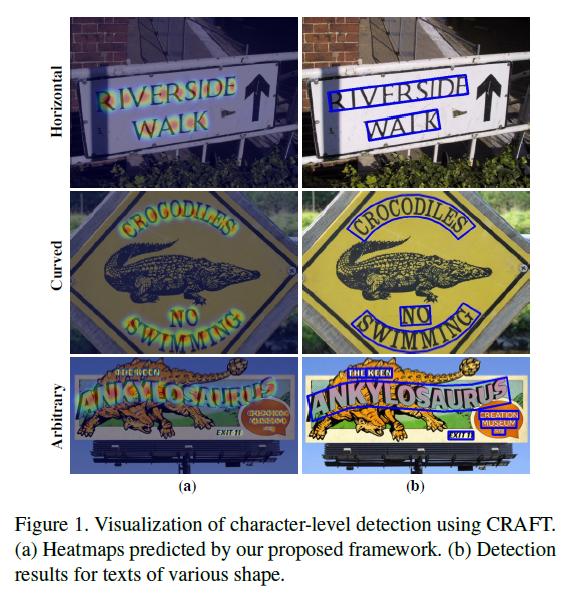 Horizontal
RIVERSIDE
WALK
RIVERSIDE
WALK
Curved
CROCODILES
NO
SWIMMING
CROCODILES
NO
SWIMMING
Arbitrary
THE KEEN
ANKYLOSAURUS
CREATION
MUSEUM
EXIT 11
THE KEEN
ANKYLOSAURUS
CREATION
MUSEUM
EXIT 11
(a)
(b)
Figure 1. Visualization of character-level detection using CRAFT.
(a) Heatmaps predicted by our proposed framework. (b) Detection
results for texts of various shape.